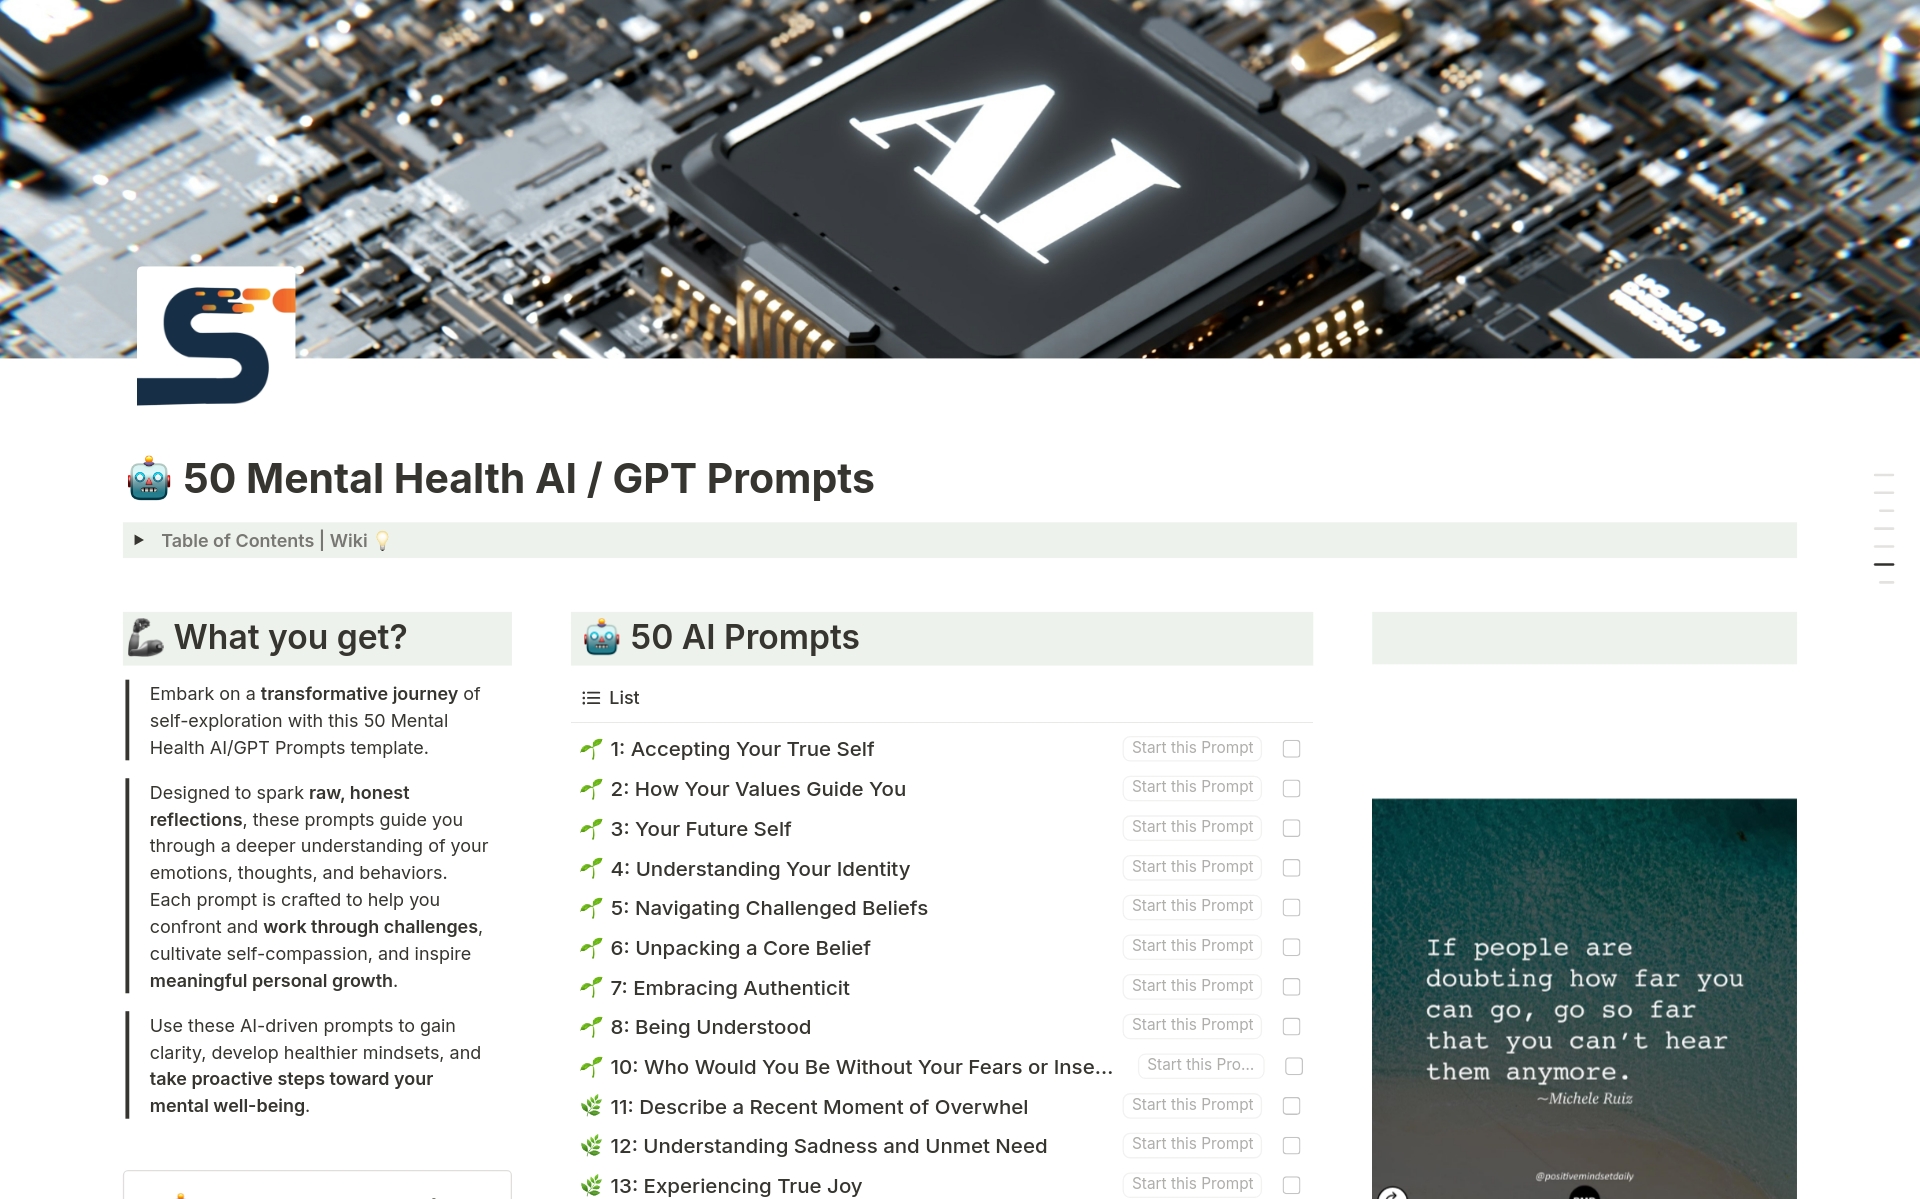 AI
50 Mental Health AI / GPT Prompts
Table of Contents | Wiki
What you get?
Embark on a transformative journey of
self-exploration with this 50 Mental
Health AI/GPT Prompts template.
Designed to spark raw, honest
reflections, these prompts guide you
through a deeper understanding of your
emotions, thoughts, and behaviors.
Each prompt is crafted to help you
confront and work through challenges,
cultivate self-compassion, and inspire
meaningful personal growth.
Use these AI-driven prompts to gain
clarity, develop healthier mindsets, and
take proactive steps toward your
mental well-being.
50 AI Prompts
List
1: Accepting Your True Self Start this Prompt
2: How Your Values Guide You Start this Prompt
3: Your Future Self Start this Prompt
4: Understanding Your Identity Start this Prompt
5: Navigating Challenged Beliefs Start this Prompt
6: Unpacking a Core Belief Start this Prompt
7: Embracing Authenticit Start this Prompt
8: Being Understood Start this Prompt
10: Who Would You Be Without Your Fears or Inse... Start this Pro...
11: Describe a Recent Moment of Overwhel Start this Prompt
12: Understanding Sadness and Unmet Need Start this Prompt
13: Experiencing True Joy Start this Prompt
If people are
doubting how far you
can go, go so far
that you can't hear
them anymore.
~Michele Ruiz
@positivemindsetdaily